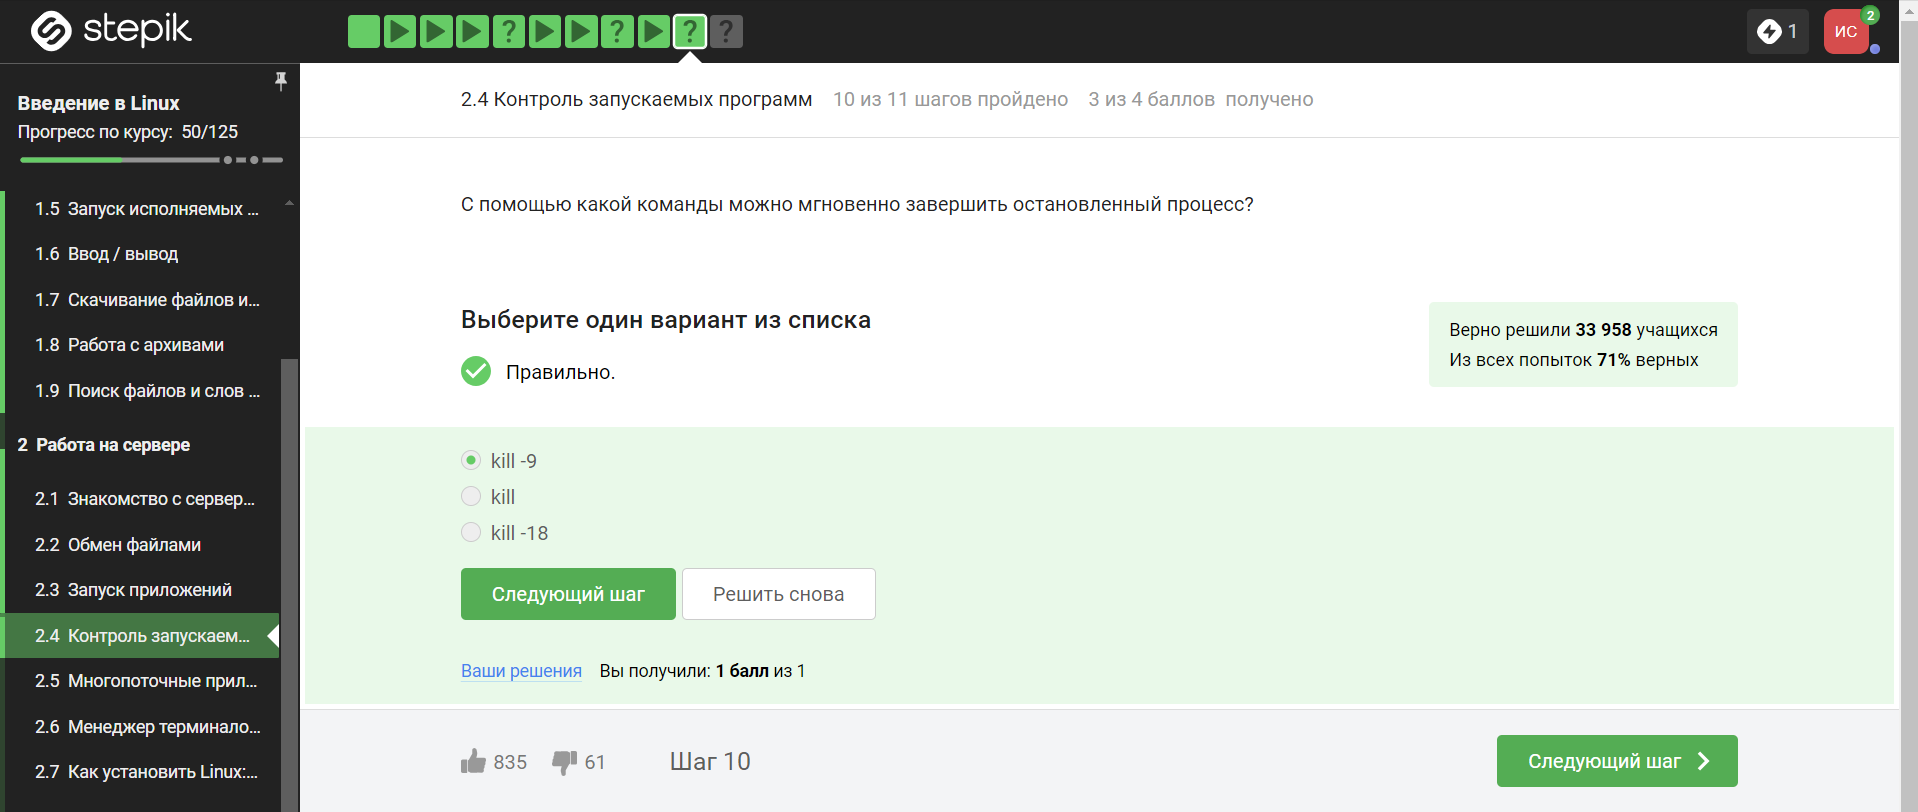 stepik
? ? ? ?
1
ИС
2
Введение в Linux
Прогресс по курсу: 50/125
1.5 Запуск исполняемых ...
1.6 Ввод / вывод
1.7 Скачивание файлов и...
1.8 Работа с архивами
1.9 Поиск файлов и слов ...
2 Работа на сервере
2.1 Знакомство с сервер...
2.2 Обмен файлами
2.3 Запуск приложений
2.4 Контроль запускаем...
2.5 Многопоточные прил...
2.6 Менеджер терминало...
2.7 Как установить Linux:...
2.4 Контроль запускаемых программ 10 из 11 шагов пройдено 3 из 4 баллов получено
С помощью какой команды можно мгновенно завершить остановленный процесс?
Выберите один вариант из списка
Правильно.
Верно решили 33 958 учащихся
Из всех попыток 71% верных
kill -9
kill
kill -18
Следующий шаг Решить снова
Ваши решения Вы получили: 1 балл из 1
835 61 Шаг 10 Следующий шаг